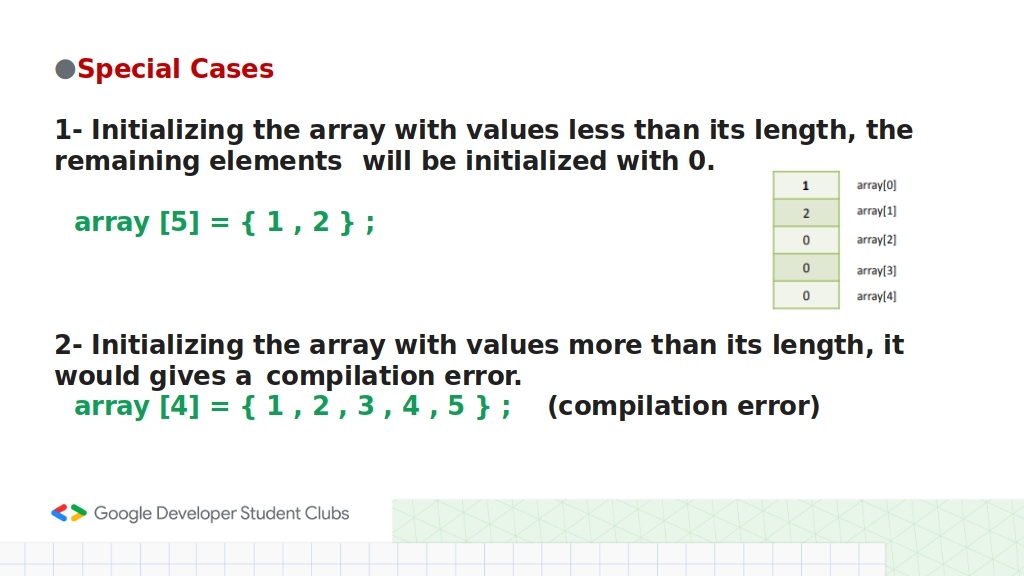 ●Special Cases
1- Initializing the array with values less than its length, the
remaining elements will be initialized with 0.
array [5] = { 1 , 2 } ;
1 array[0]
2 array[1]
0 array[2]
0 array[3]
0 array[4]
2- Initializing the array with values more than its length, it
would gives a compilation error.
array [4] = { 1 , 2 , 3 , 4 , 5 } ; (compilation error)
Google Developer Student Clubs